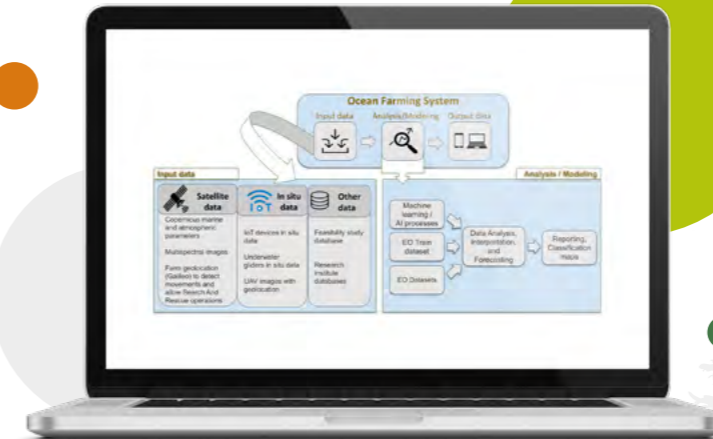 Ocean Farming System
Input data
Analysis/Modeling
Output data
Input data
Satellite
data
Copernicus marine
and atmospheric
parameters
Multispectral images
Farm geolocation
(Galileo) to detect
movements and
allow Search And
Rescue operations
IoT
In situ
data
IoT devices in situ
data
Underwater
gliders in situ data
UAV images with
geolocation
Other
data
Feasibility study
database
Research
Institute
databases
Analysis / Modeling
Machine
learning /
AI processes
EO Train
dataset
EO Datasets
Data Analysis,
Interpretation,
and
Forecasting
Reporting,
Classification
maps